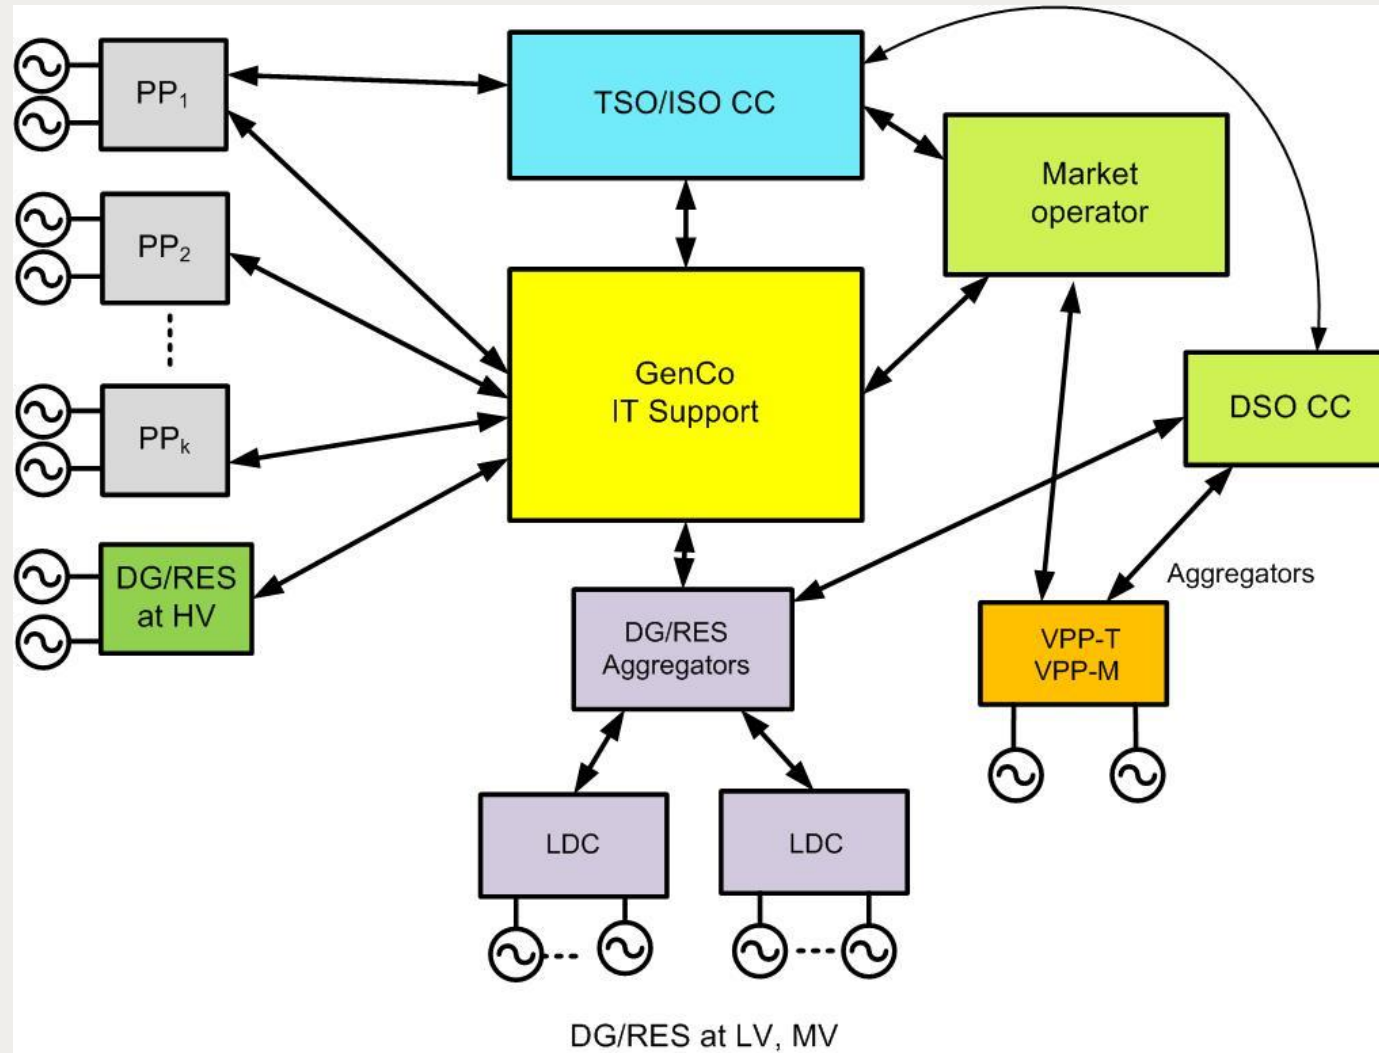 PP₁
TSO/ISO CC
Market
operator
PP₂
GenCo
IT Support
DSO CC
PPₖ
DG/RES
at HV
Aggregators
DG/RES
Aggregators
VPP-T
VPP-M
LDC
LDC
DG/RES at LV, MV